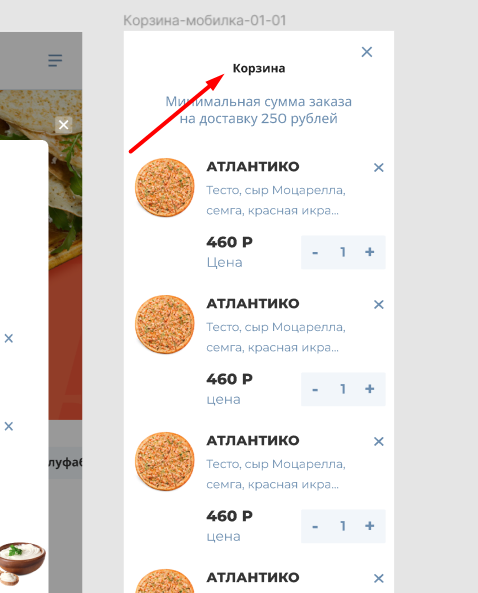 Корзина-мобилка-01-01
Корзина
Минимальная сумма заказа
на доставку 250 рублей
АТЛАНТИКО
Тесто, сыр Моцарелла,
семга, красная икра...
460 Р
- 1 +
Цена
АТЛАНТИКО
Тесто, сыр Моцарелла,
семга, красная икра...
460 Р
- 1 +
цена
луфаб
АТЛАНТИКО
Тесто, сыр Моцарелла,
семга, красная икра...
460 Р
- 1 +
цена
АТЛАНТИКО